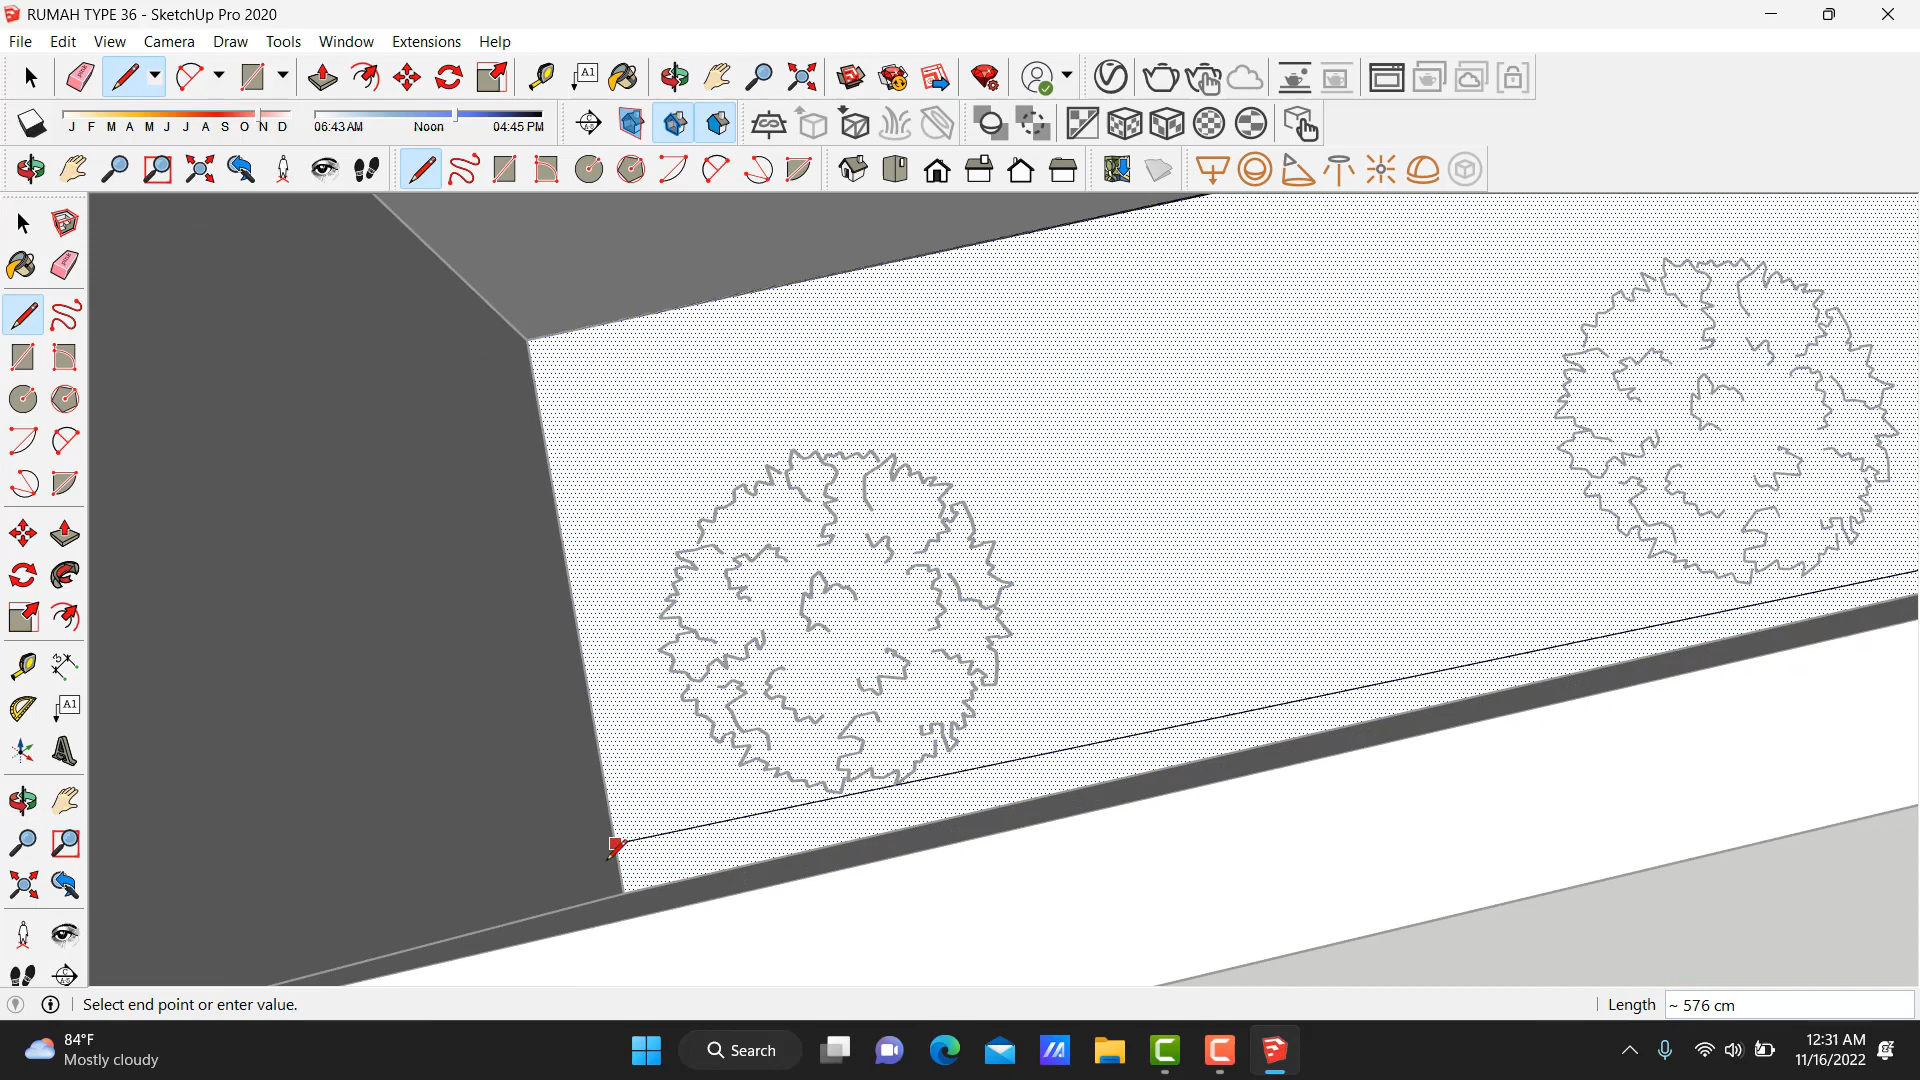 RUMAH TYPE 36 - SketchUp Pro 2020
File Edit View Camera Draw Tools Window Extensions Help
A1
J F M A M J J A S O N D 06:43 AM Noon 04:45 PM
A1
Select end point or enter value. Length ~ 576 cm
84°F
Mostly cloudy
Search
12:31 AM
11/16/2022